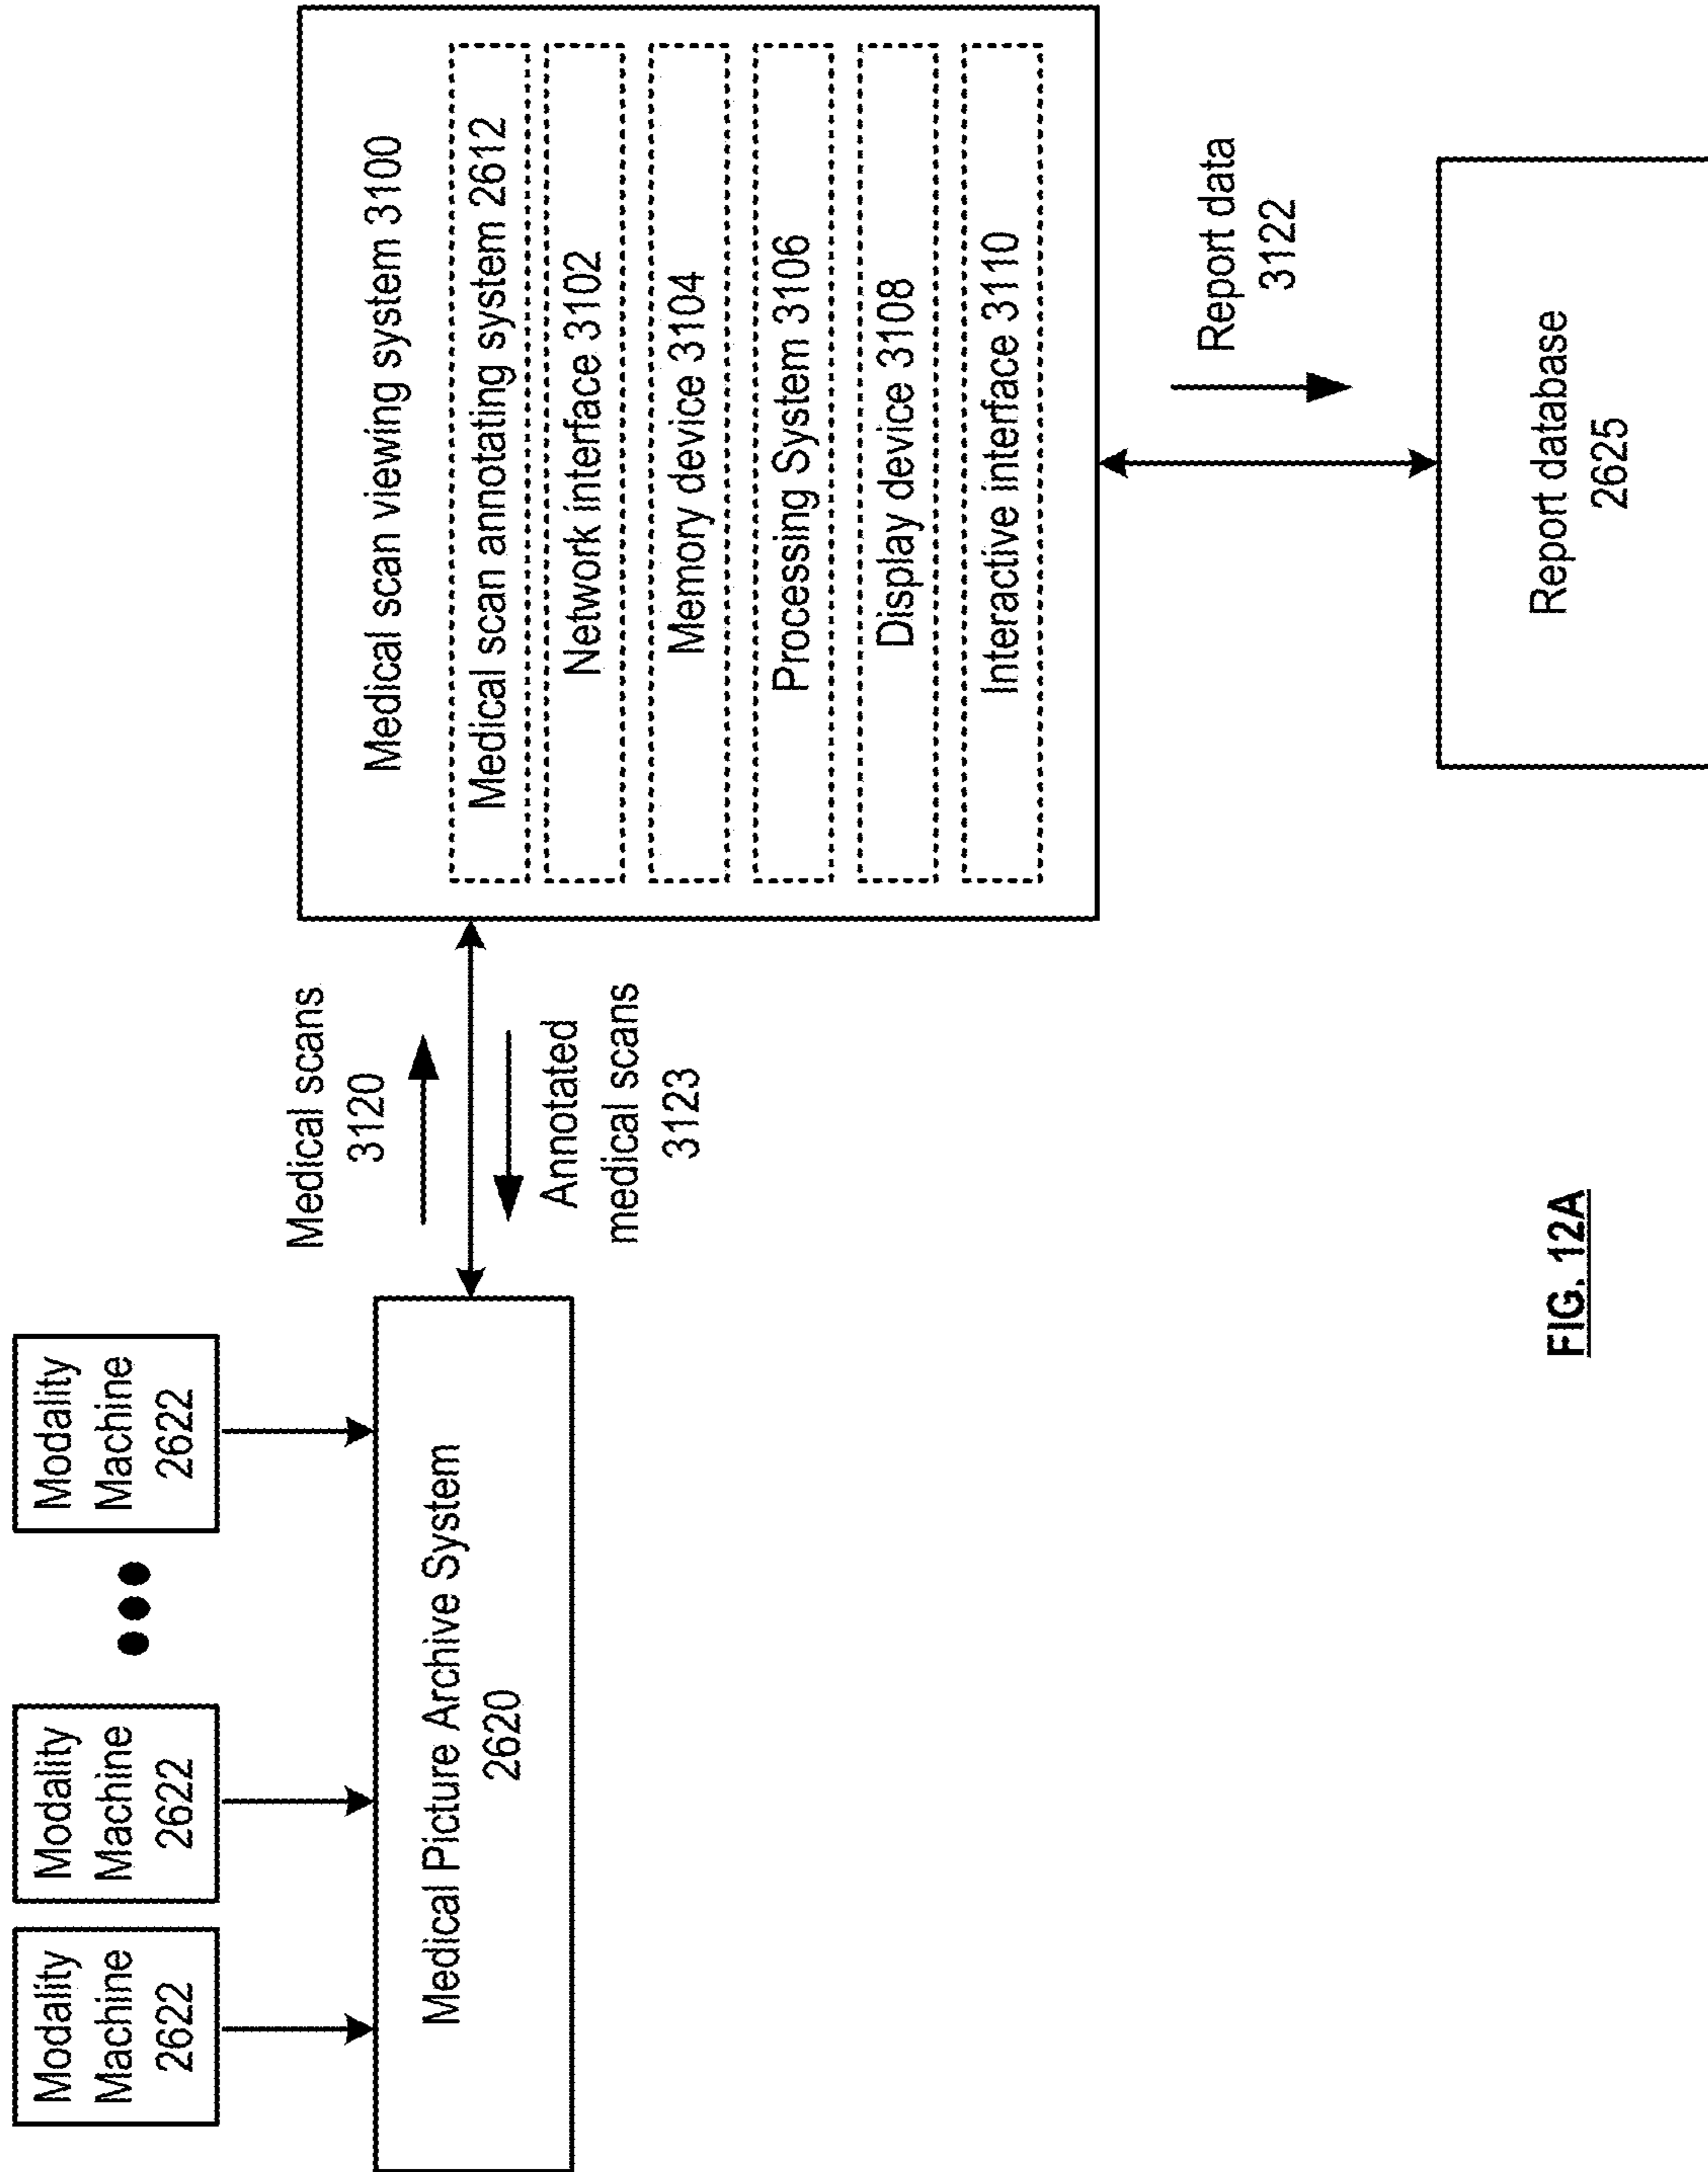 Modality
Machine
2622
Modality
Machine
2622
Modality
Machine
2622
Medical Picture Archive System
2620
Medical scans
3120
Annotated
medical scans
3123
Medical scan viewing system 3100
Medical scan annotating system 2612
Network interface 3102
Memory device 3104
Processing System 3106
Display device 3108
Interactive interface 3110
Report data
3122
Report database
2625
FIG. 12A